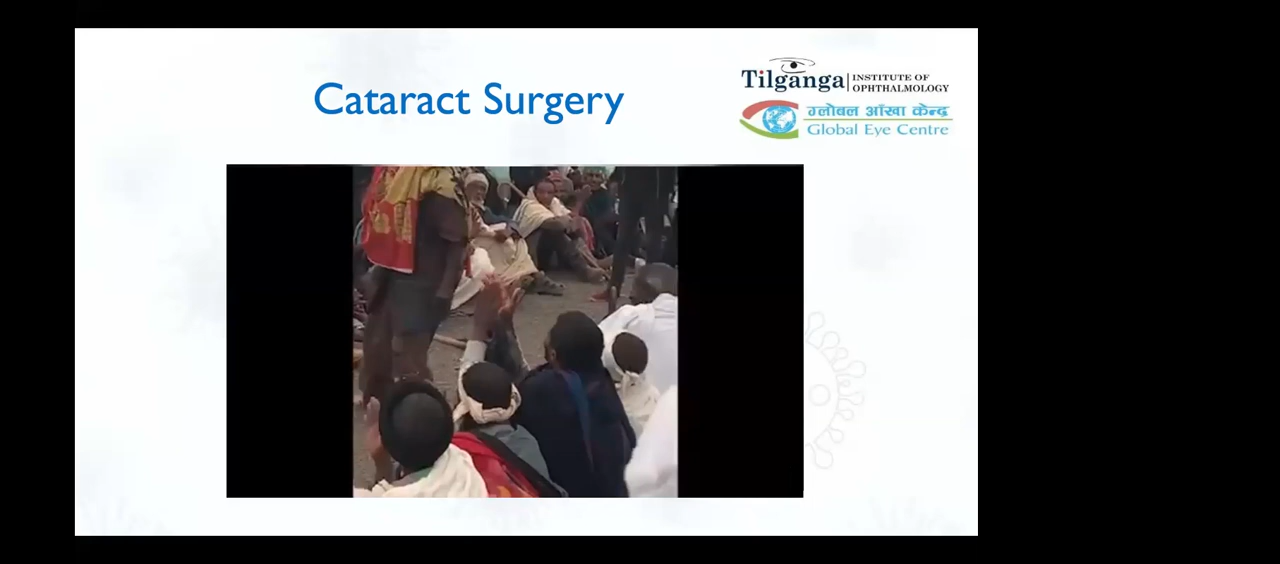 Cataract Surgery
Tilganga
INSTITUTE OF
OPHTHALMOLOGY
ग्लोबल आँखा केन्द्र
Global Eye Centre